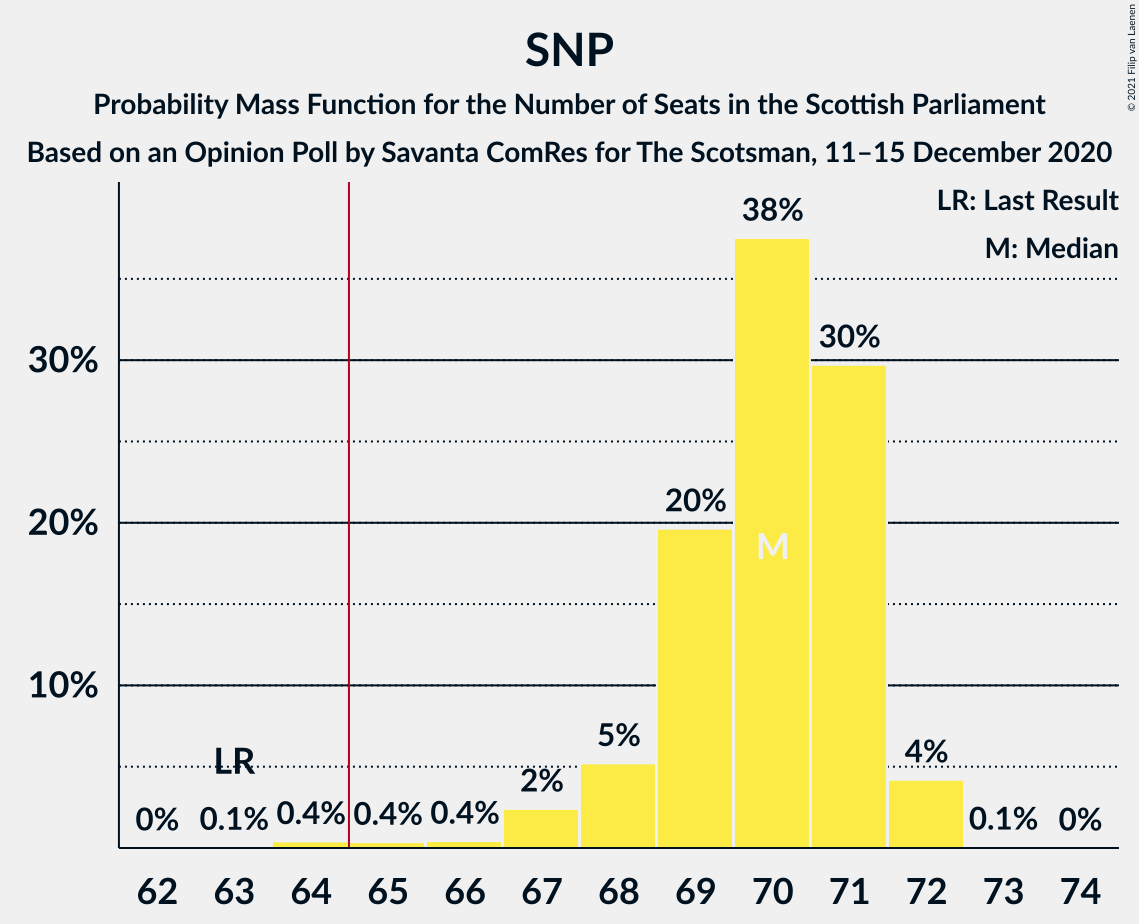 SNP
Probability Mass Function for the Number of Seats in the Scottish Parliament
Based on an Opinion Poll by Savanta ComRes for The Scotsman, 11–15 December 2020
© 2021 Filip van Laenen
LR: Last Result
M: Median
38%
30%
30%
20%
20%
M
10%
5%
4%
LR
2%
0% 0.1% 0.4% 0.4% 0.4% 0.1% 0%
62 63 64 65 66 67 68 69 70 71 72 73 74